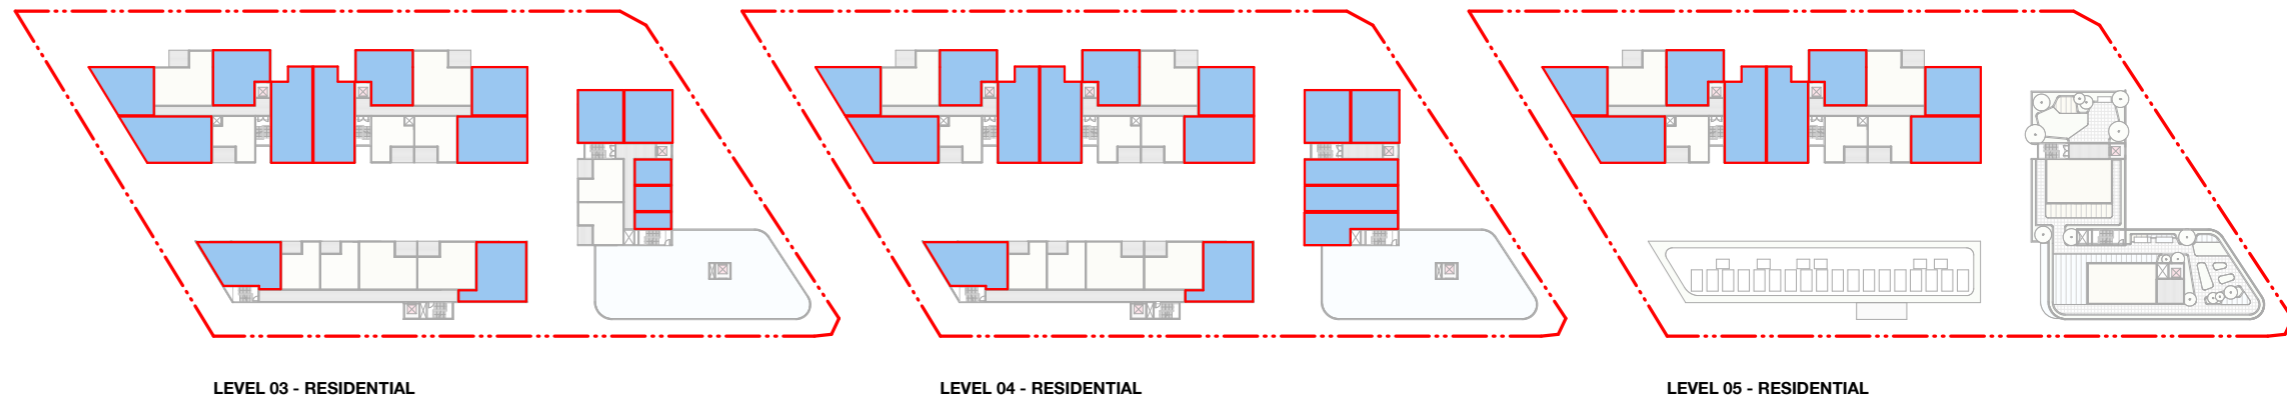 LEVEL 03 - RESIDENTIAL
LEVEL 04 - RESIDENTIAL
LEVEL 05 - RESIDENTIAL